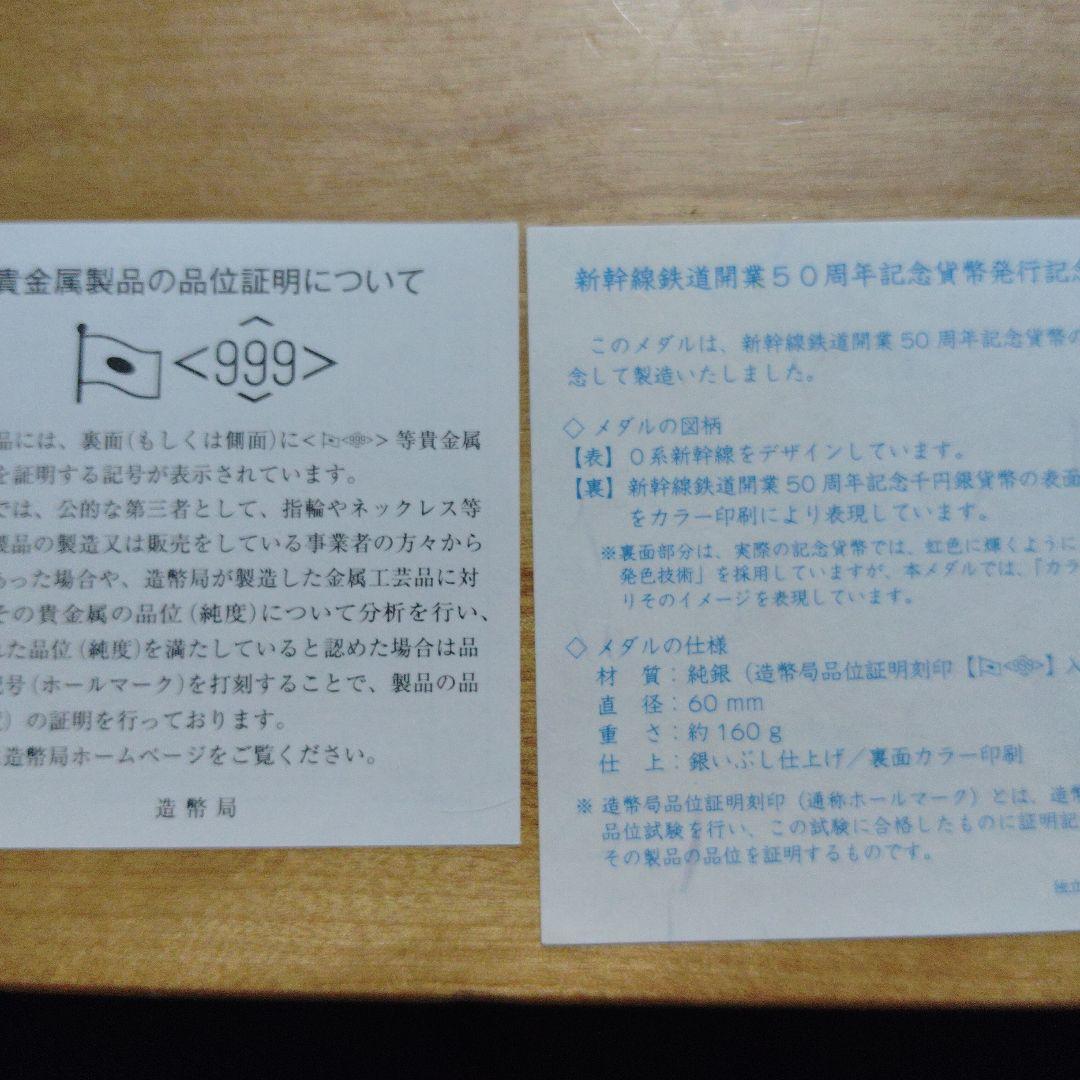 貴金属製品の品位証明について
<999>
品には、裏面(もしくは側面)に<<999>>等貴金属
を証明する記号が表示されています。
では、公的な第三者として、指輪やネックレス等
製品の製造又は販売をしている事業者の方々から
あった場合や、造幣局が製造した金属工芸品に対
その貴金属の品位(純度)について分析を行い、
れた品位(純度)を満たしていると認めた場合は品
記号(ホールマーク)を打刻することで、製品の品
)の証明を行っております。
造幣局ホームページをご覧ください。
造幣局
新幹線鉄道開業50周年記念貨幣発行記念
このメダルは、新幹線鉄道開業50周年記念貨幣の
念して製造いたしました。
◇ メダルの図柄
【表】0系新幹線をデザインしています。
【裏】新幹線鉄道開業50周年記念千円銀貨幣の表面
をカラー印刷により表現しています。
※裏面部分は、実際の記念貨幣では、虹色に輝くように
発色技術」を採用していますが、本メダルでは、「カラ
りそのイメージを表現しています。
◇ メダルの仕様
材 質:純銀(造幣局品位証明刻印【<999>】入
直 径:60 mm
重 さ:約160 g
仕 上:銀いぶし仕上げ/裏面カラー印刷
※ 造幣局品位証明刻印(通称ホールマーク)とは、造幣
品位試験を行い、この試験に合格したものに証明記
その製品の品位を証明するものです。
独立